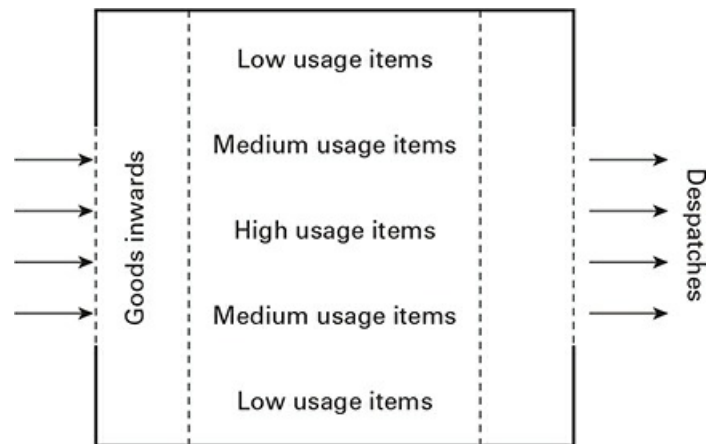 Low usage items
Medium usage items
Goods inwards
High usage items
Despatches
Medium usage items
Low usage items